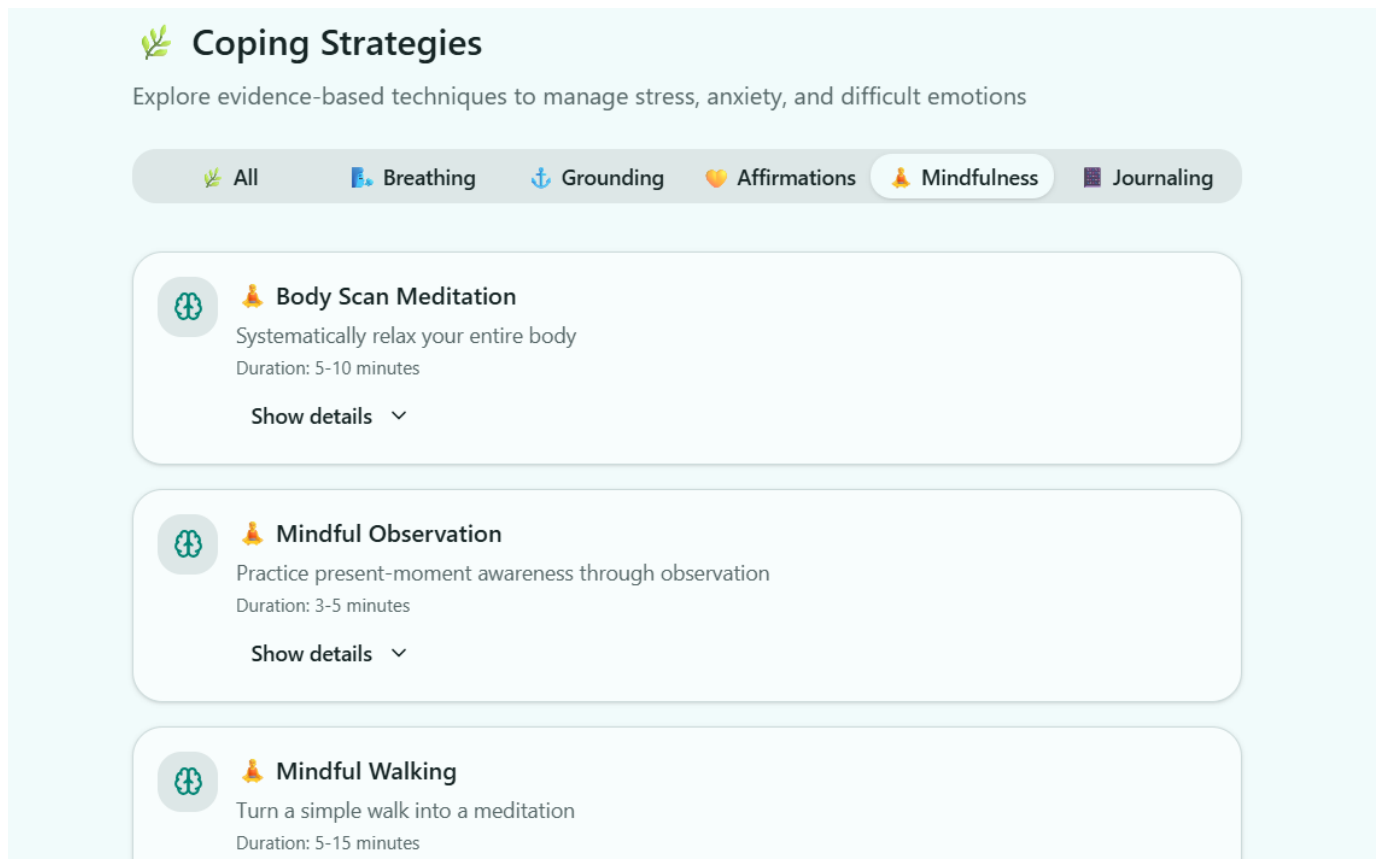 Coping Strategies
Explore evidence-based techniques to manage stress, anxiety, and difficult emotions
All Breathing Grounding Affirmations Mindfulness Journaling
Body Scan Meditation
Systematically relax your entire body
Duration: 5-10 minutes
Show details
Mindful Observation
Practice present-moment awareness through observation
Duration: 3-5 minutes
Show details
Mindful Walking
Turn a simple walk into a meditation
Duration: 5-15 minutes